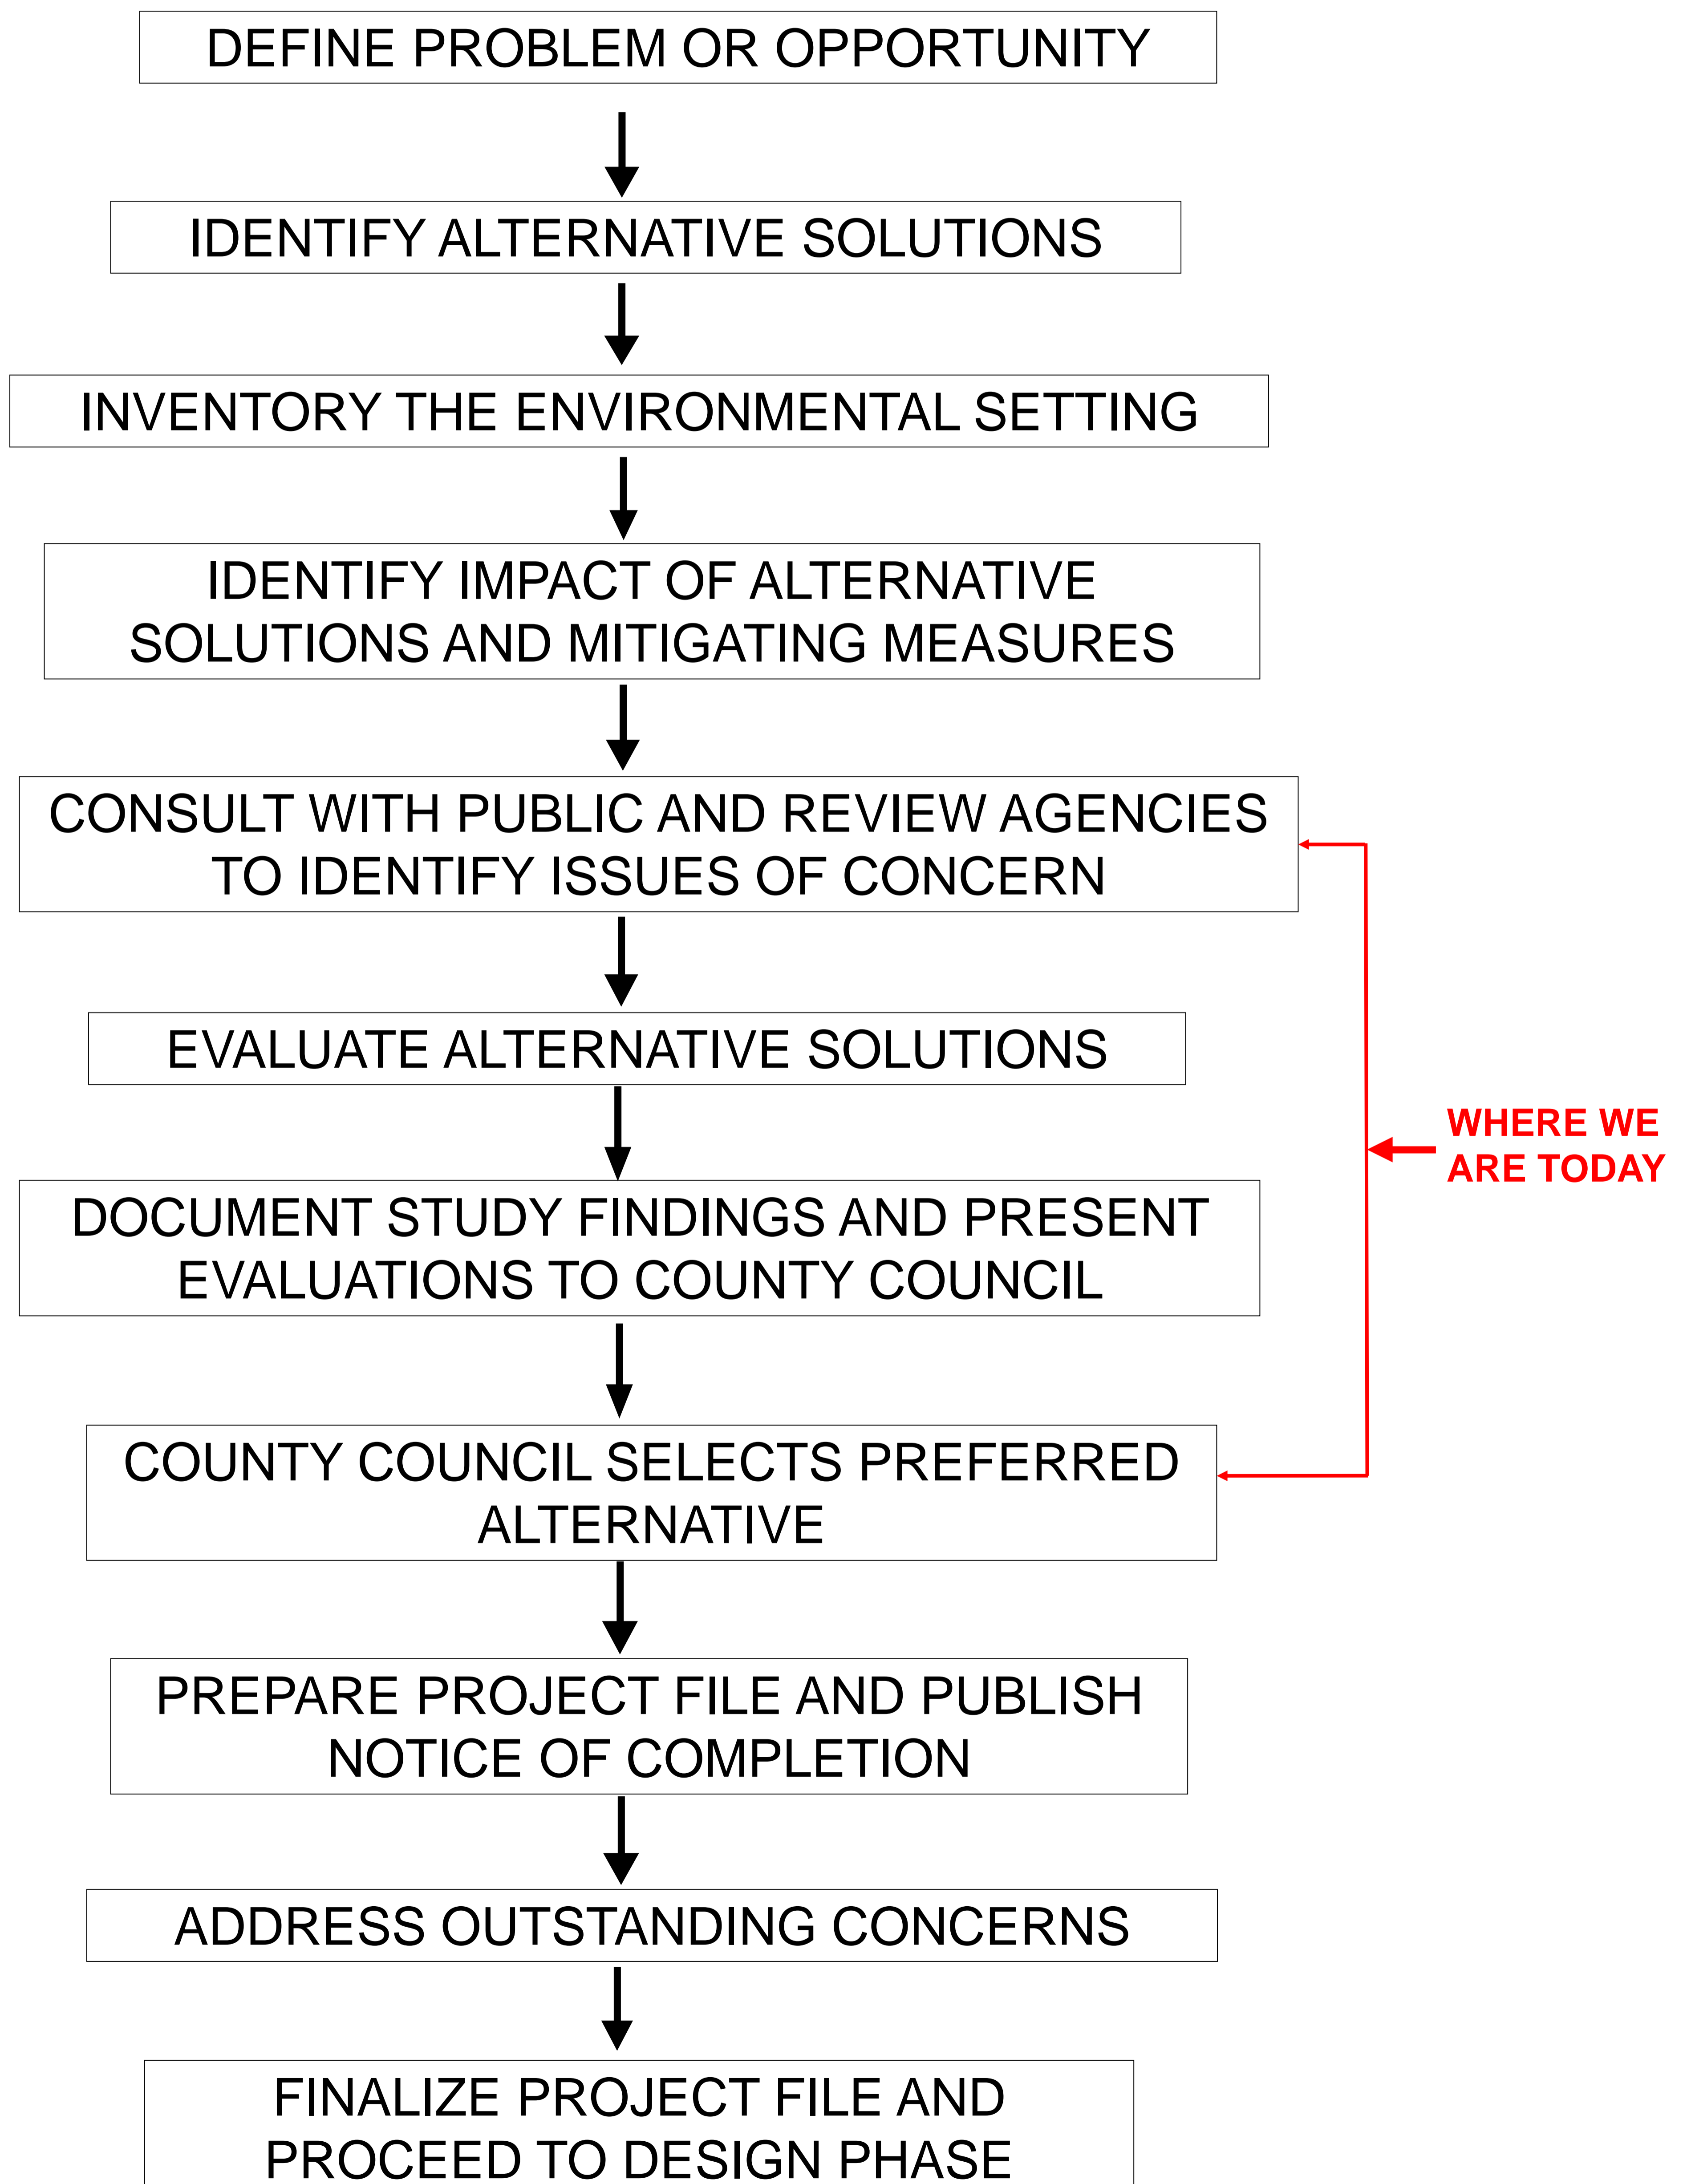 DEFINE PROBLEM OR OPPORTUNITY
IDENTIFY ALTERNATIVE SOLUTIONS
INVENTORY THE ENVIRONMENTAL SETTING
IDENTIFY IMPACT OF ALTERNATIVE
SOLUTIONS AND MITIGATING MEASURES
CONSULT WITH PUBLIC AND REVIEW AGENCIES
TO IDENTIFY ISSUES OF CONCERN
EVALUATE ALTERNATIVE SOLUTIONS
WHERE WE
ARE TODAY
DOCUMENT STUDY FINDINGS AND PRESENT
EVALUATIONS TO COUNTY COUNCIL
COUNTY COUNCIL SELECTS PREFERRED
ALTERNATIVE
PREPARE PROJECT FILE AND PUBLISH
NOTICE OF COMPLETION
ADDRESS OUTSTANDING CONCERNS
FINALIZE PROJECT FILE AND
PROCEED TO DESIGN PHASE